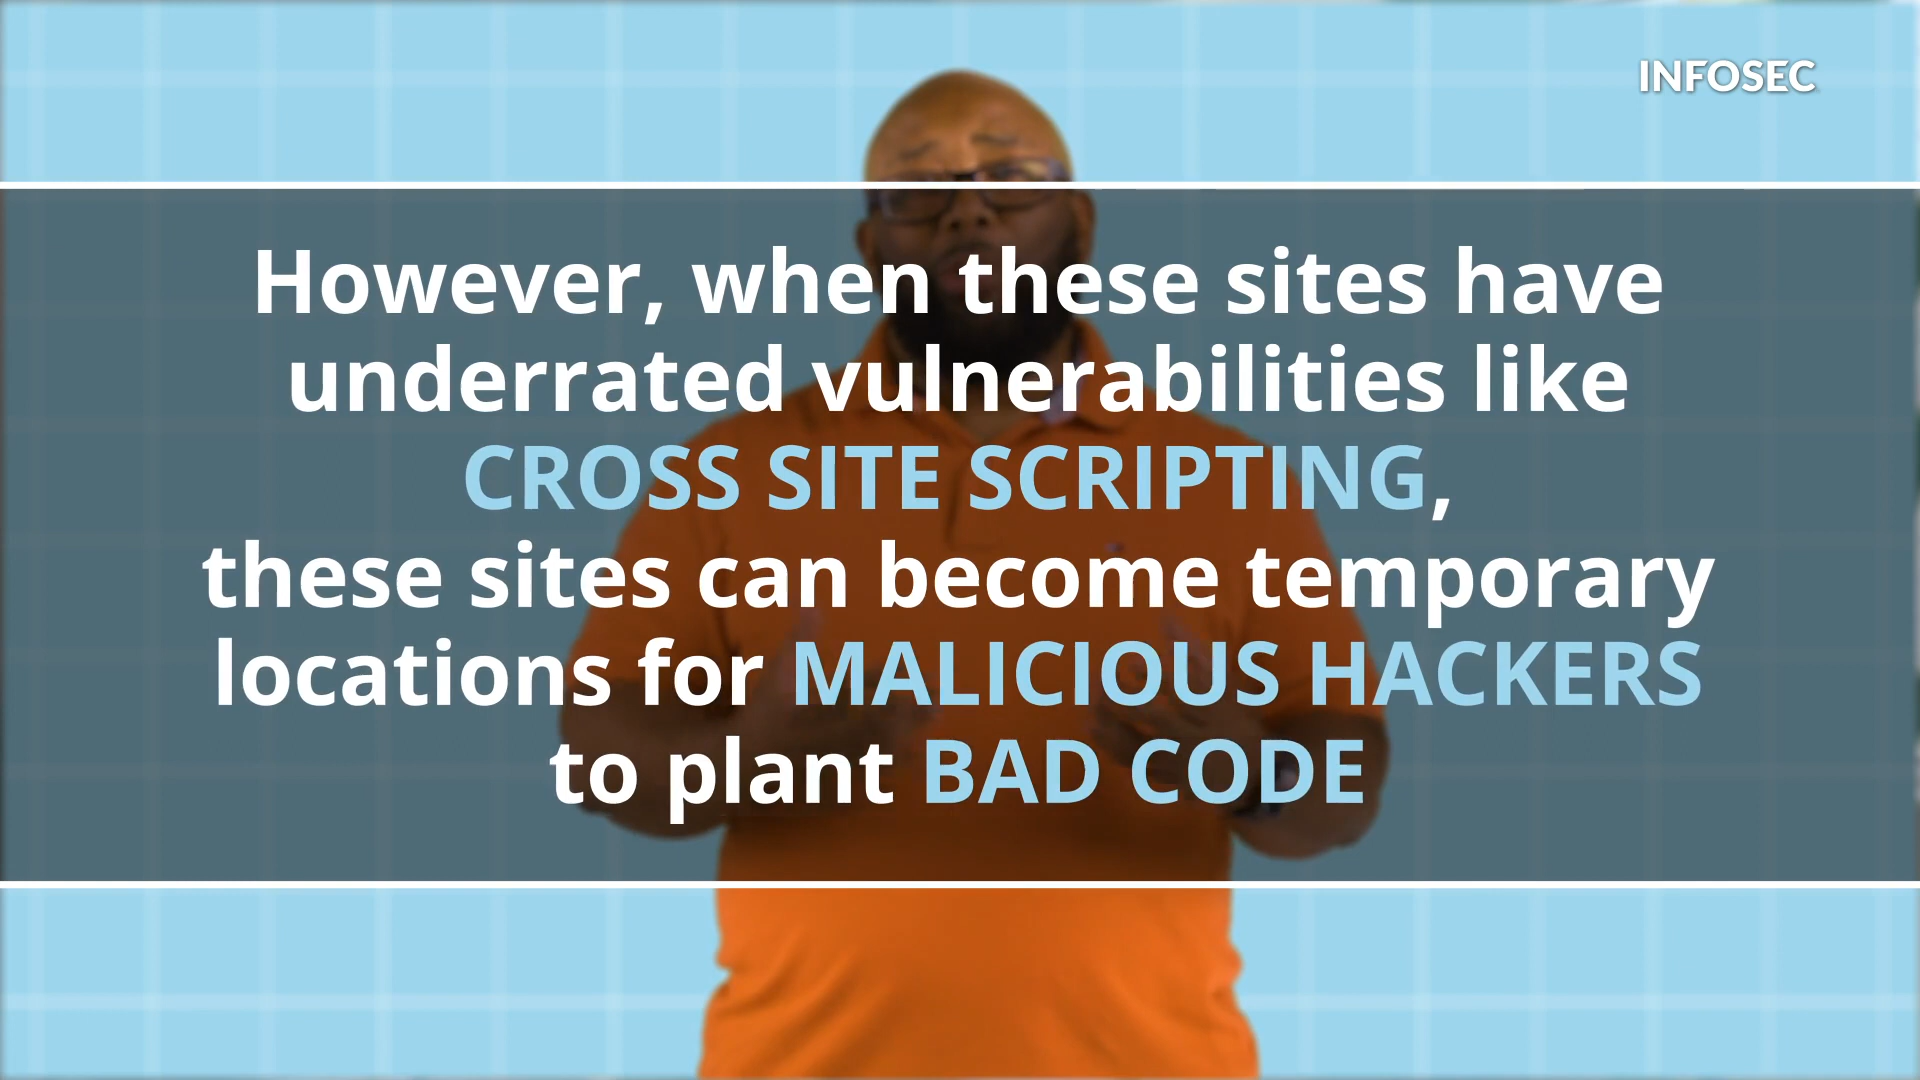 INFOSEC
However, when these sites have
underrated vulnerabilities like
CROSS SITE SCRIPTING,
these sites can become temporary
locations for MALICIOUS HACKERS
to plant BAD CODE